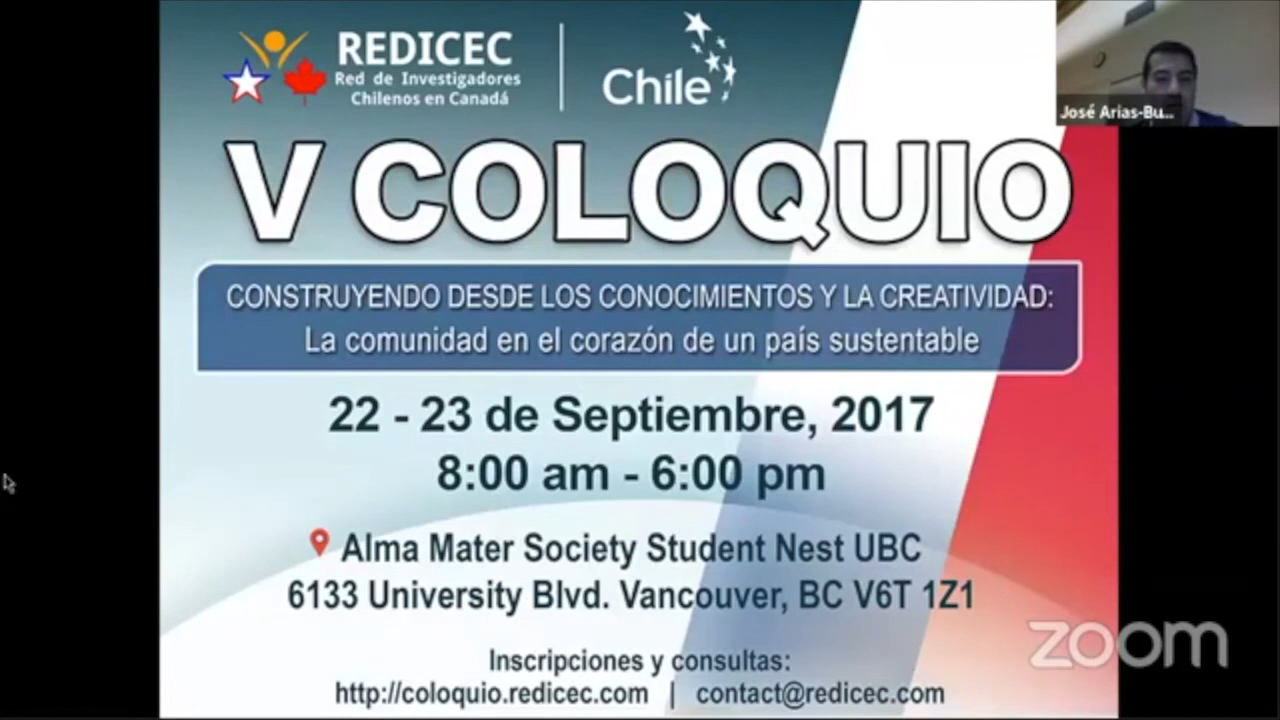 REDICEC
Red de Investigadores
Chilenos en Canadá
Chile
José Arias-Bu...
V COLOQUIO
CONSTRUYENDO DESDE LOS CONOCIMIENTOS Y LA CREATIVIDAD:
La comunidad en el corazón de un país sustentable
22 - 23 de Septiembre, 2017
8:00 am - 6:00 pm
Alma Mater Society Student Nest UBC
6133 University Blvd. Vancouver, BC V6T 1Z1
Inscripciones y consultas:
http://coloquio.redicec.com | contact@redicec.com
zoom